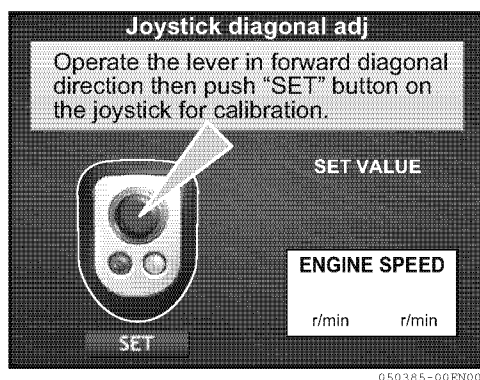 Joystick diagonal adj
Operate the lever in forward diagonal
direction then push “SET” button on
the joystick for calibration.
SET VALUE
ENGINE SPEED
r/min r/min
SET
050385-00EN00